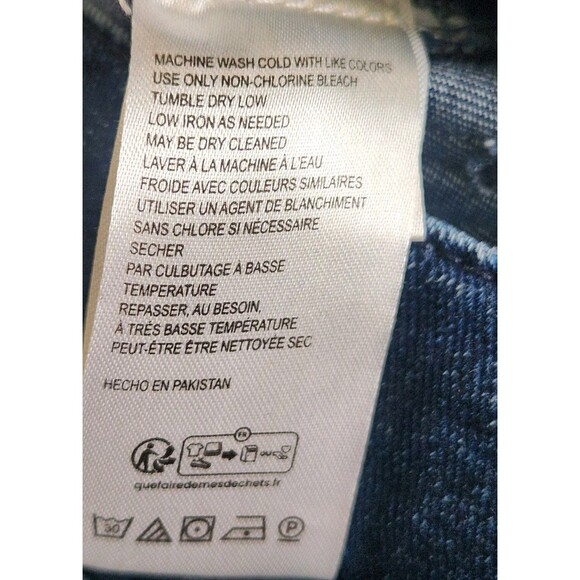 MACHINE WASH COLD WITH LIKE COLORS
USE ONLY NON-CHLORINE BLEACH
TUMBLE DRY LOW
LOW IRON AS NEEDED
MAY BE DRY CLEANED
LAVER À LA MACHINE À L'EAU
FROIDE AVEC COULEURS SIMILAIRES
UTILISER UN AGENT DE BLANCHIMENT
SANS CHLORE SI NÉCESSAIRE
SECHER
PAR CULBUTAGE À BASSE
TEMPERATURE
REPASSER, AU BESOIN,
À TRÈS BASSE TEMPÉRATURE
PEUT-ÊTRE ÊTRE NETTOYÉE SEC
HECHO EN PAKISTAN
FR
OU
quefairedemesdechets.fr
30 P